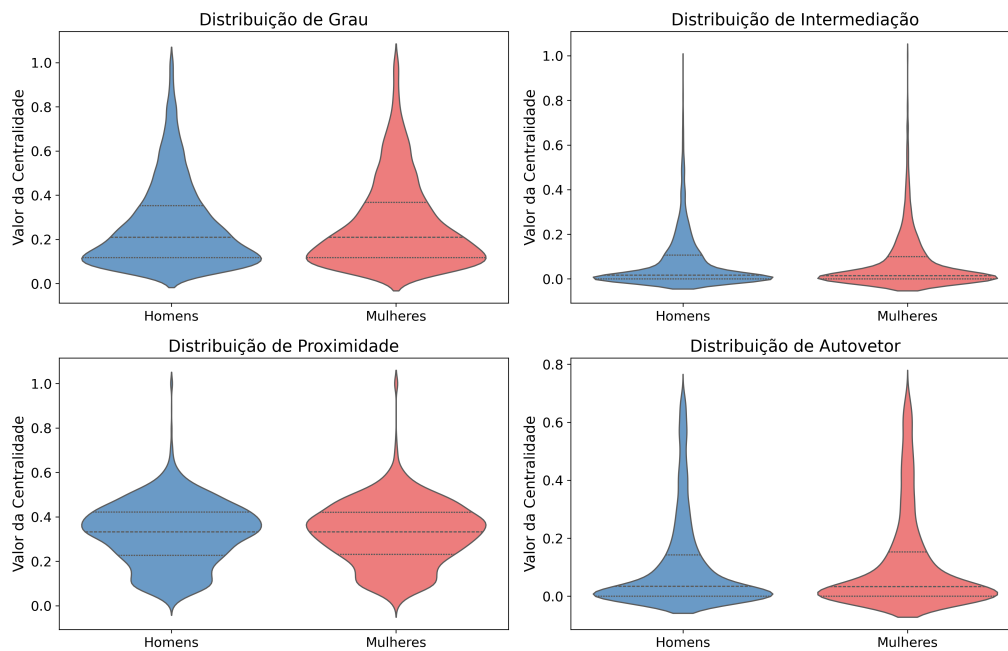 Distribuição de Grau
Valor da Centralidade
1.0
0.8
0.6
0.4
0.2
0.0
Homens
Mulheres
Distribuição de Intermediação
Valor da Centralidade
1.0
0.8
0.6
0.4
0.2
0.0
Homens
Mulheres
Distribuição de Proximidade
Valor da Centralidade
1.0
0.8
0.6
0.4
0.2
0.0
Homens
Mulheres
Distribuição de Autovetor
Valor da Centralidade
0.8
0.6
0.4
0.2
0.0
Homens
Mulheres